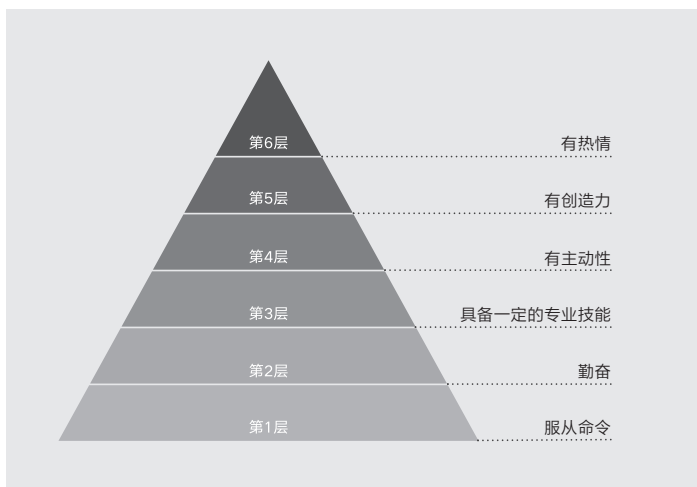 第6层 有热情
第5层 有创造力
第4层 有主动性
第3层 具备一定的专业技能
第2层 勤奋
第1层 服从命令